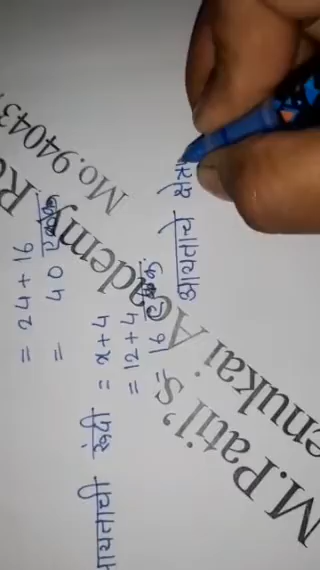 = 24 + 16
= 40 एकक
आयताची रुंदी = x + 4
= 12 + 4
= 16 एकक
आयताचे क्षेत्र
M.Patil's
Renukai Academy
Mo.94043